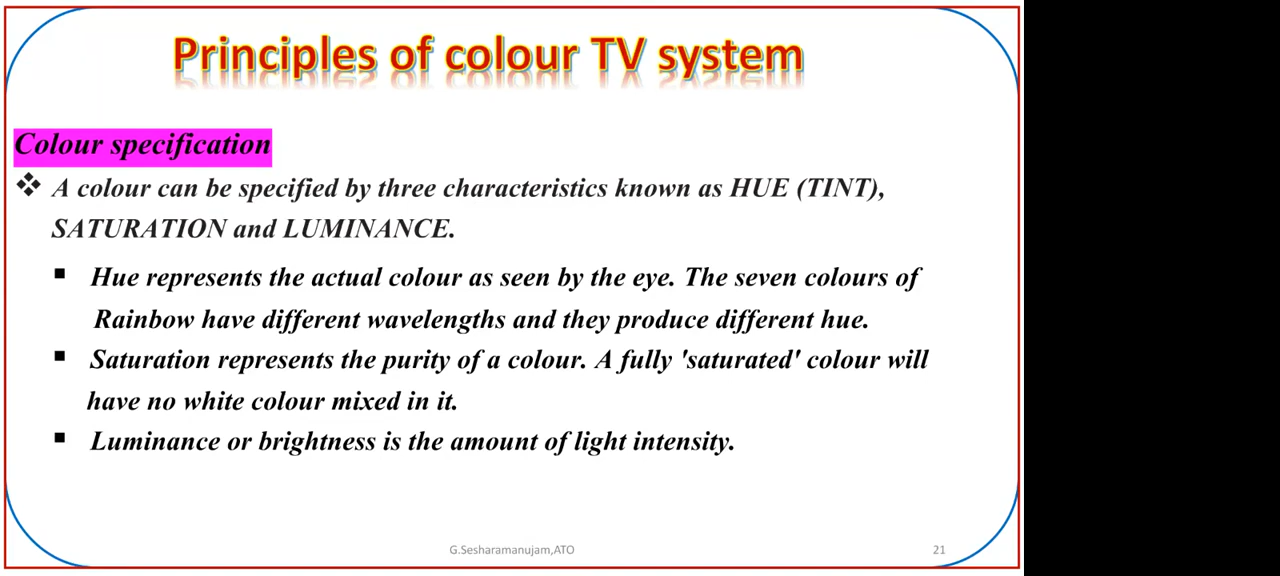 Principles of colour TV system
Colour specification
❖ A colour can be specified by three characteristics known as HUE (TINT),
SATURATION and LUMINANCE.
▪ Hue represents the actual colour as seen by the eye. The seven colours of
Rainbow have different wavelengths and they produce different hue.
▪ Saturation represents the purity of a colour. A fully 'saturated' colour will
have no white colour mixed in it.
▪ Luminance or brightness is the amount of light intensity.
G.Sesharamanujam,ATO
21